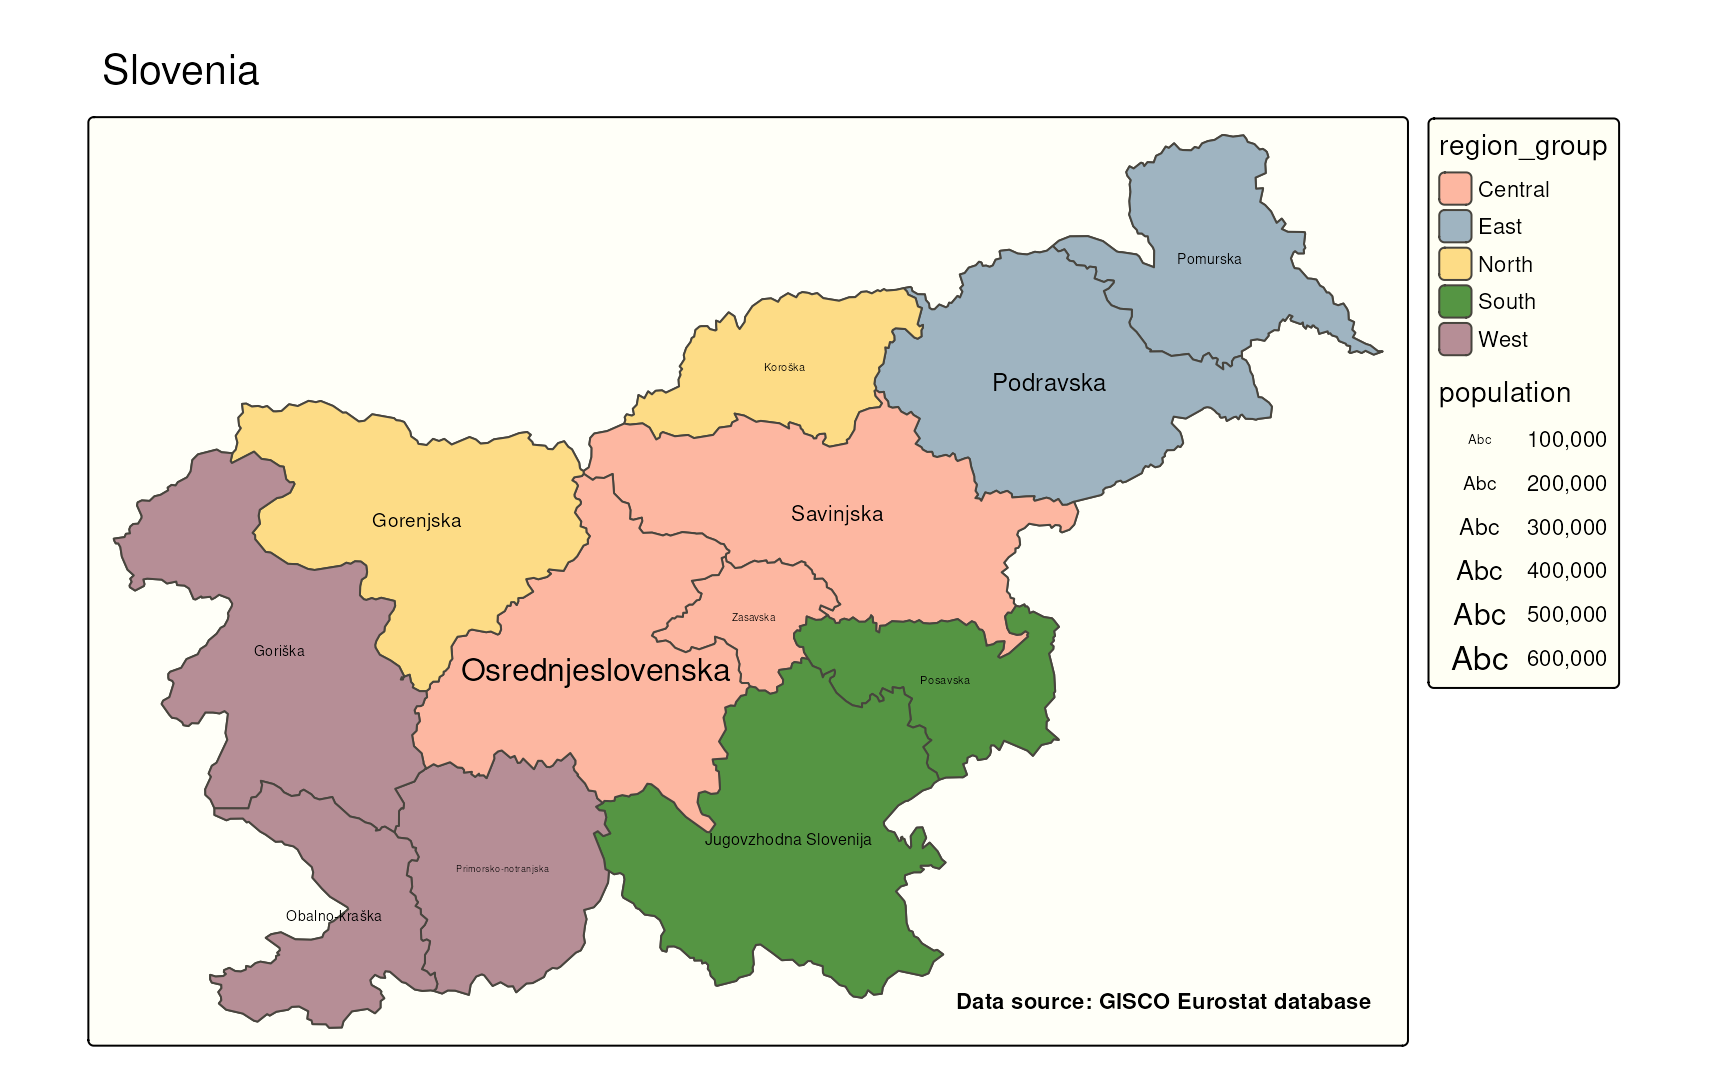 Slovenia
Pomurska
Koroška
Podravska
Gorenjska
Savinjska
Zasavska
Goriška
Osrednjeslovenska
Posavska
Jugovzhodna Slovenija
Primorsko-notranjska
Obalno-kraška
Data source: GISCO Eurostat database
region_group
Central
East
North
South
West
population
Abc 100,000
Abc 200,000
Abc 300,000
Abc 400,000
Abc 500,000
Abc 600,000